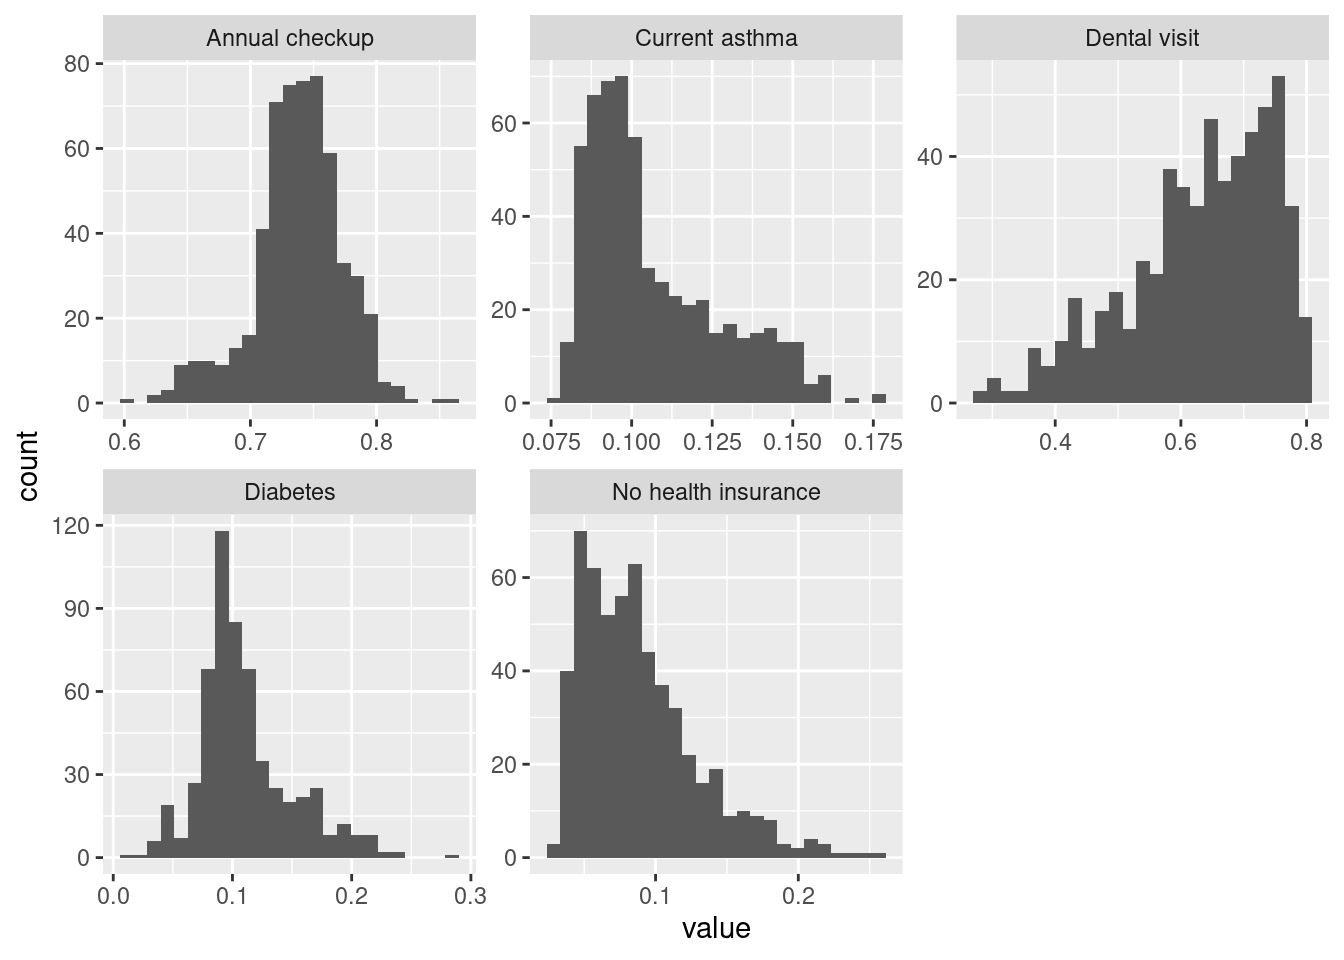 Annual checkup
Current asthma
Dental visit
80
60
40
20
0
0.6 0.7 0.8
60
40
20
0
0.075 0.100 0.125 0.150 0.175
40
20
0
0.4 0.6 0.8
count
Diabetes
No health insurance
120
90
60
30
0
0.0 0.1 0.2 0.3
60
40
20
0
0.1 0.2
value